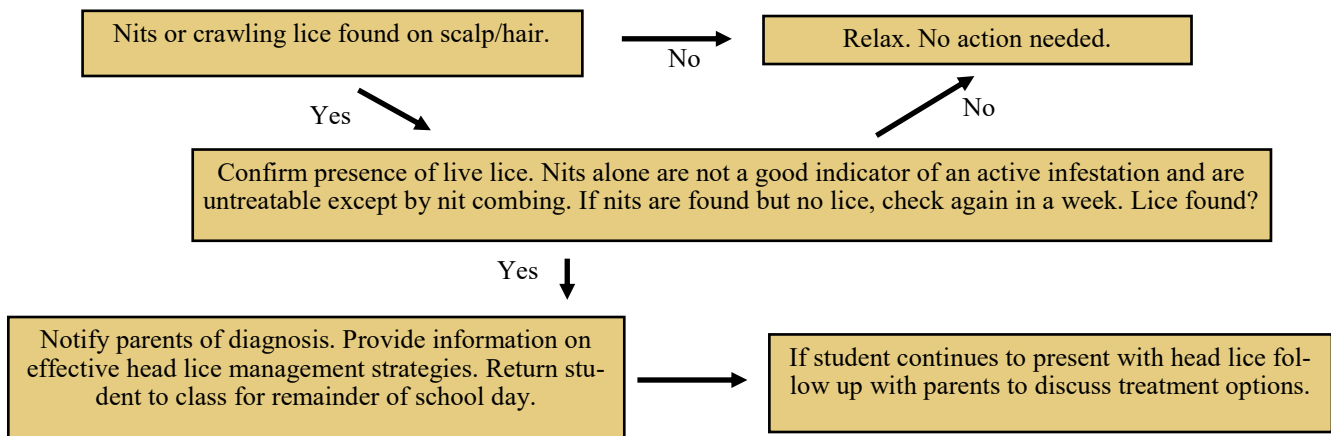 Nits or crawling lice found on scalp/hair.
No
Relax. No action needed.
Yes
No
Confirm presence of live lice. Nits alone are not a good indicator of an active infestation and are
untreatable except by nit combing. If nits are found but no lice, check again in a week. Lice found?
Yes
Notify parents of diagnosis. Provide information on
effective head lice management strategies. Return stu-
dent to class for remainder of school day.
If student continues to present with head lice fol-
low up with parents to discuss treatment options.